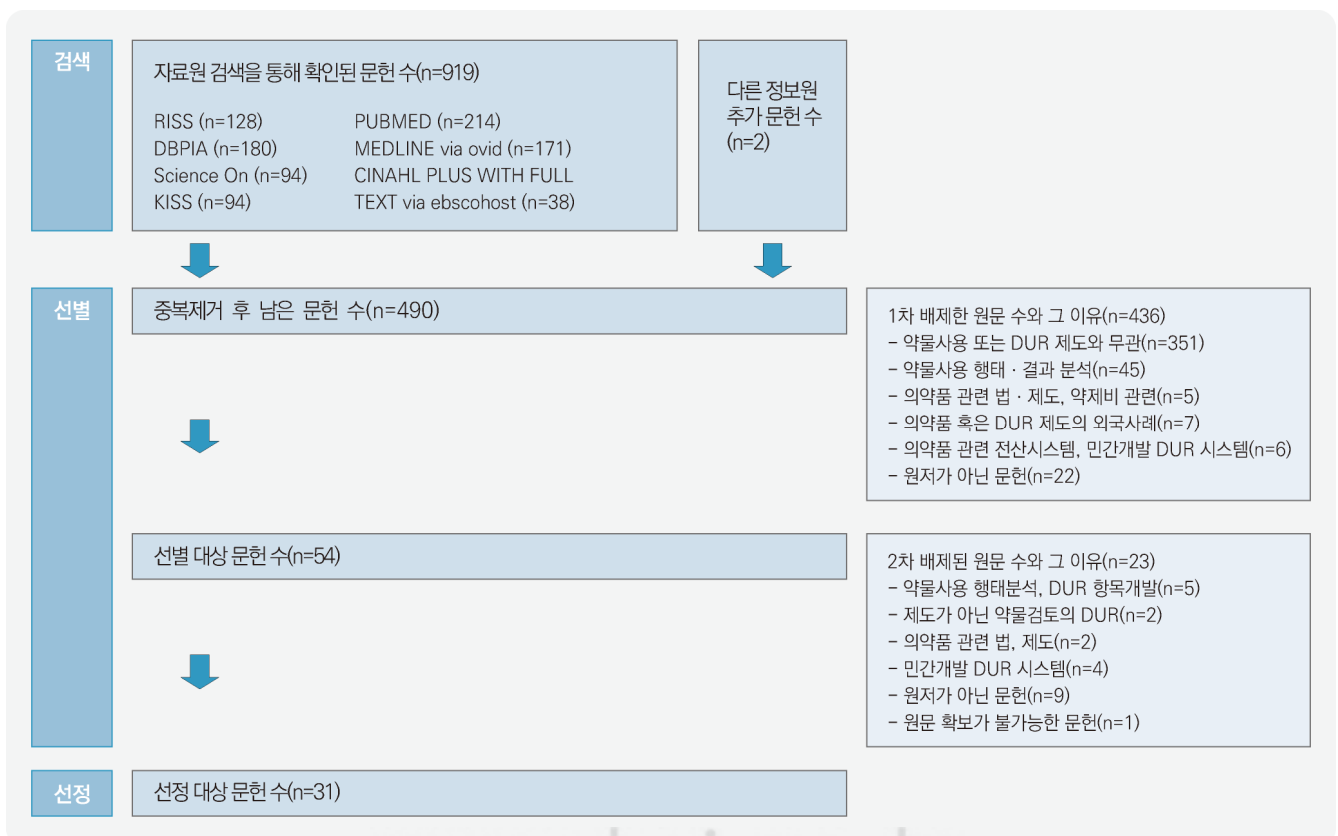 검색
자료원 검색을 통해 확인된 문헌 수(n=919)
RISS (n=128)
DBPIA (n=180)
Science On (n=94)
KISS (n=94)
PUBMED (n=214)
MEDLINE via ovid (n=171)
CINAHL PLUS WITH FULL
TEXT via ebscohost (n=38)
다른 정보원
추가 문헌 수
(n=2)
선별
중복제거 후 남은 문헌 수(n=490)
1차 배제한 원문 수와 그 이유(n=436)
- 약물사용 또는 DUR 제도와 무관(n=351)
- 약물사용 행태 · 결과 분석(n=45)
- 의약품 관련 법 · 제도, 약제비 관련(n=5)
- 의약품 혹은 DUR 제도의 외국사례(n=7)
- 의약품 관련 전산시스템, 민간개발 DUR 시스템(n=6)
- 원저가 아닌 문헌(n=22)
선별 대상 문헌 수(n=54)
2차 배제된 원문 수와 그 이유(n=23)
- 약물사용 행태분석, DUR 항목개발(n=5)
- 제도가 아닌 약물검토의 DUR(n=2)
- 의약품 관련 법, 제도(n=2)
- 민간개발 DUR 시스템(n=4)
- 원저가 아닌 문헌(n=9)
- 원문 확보가 불가능한 문헌(n=1)
선정
선정 대상 문헌 수(n=31)